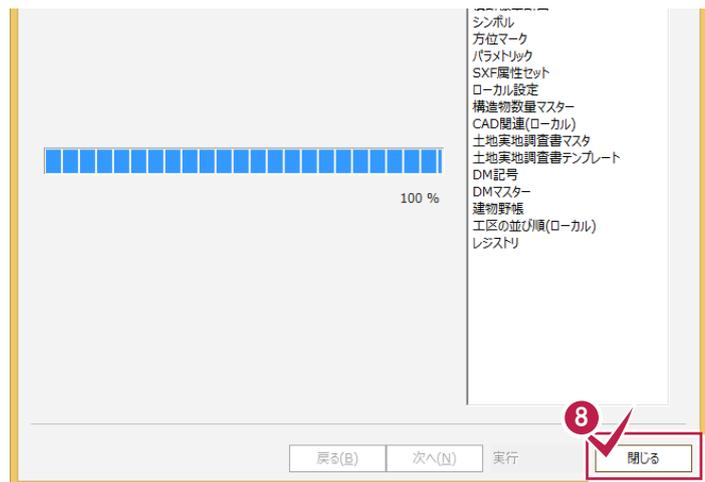 シンボル
方位マーク
パラメトリック
SXF属性セット
ローカル設定
構造物数量マスター
CAD関連(ローカル)
土地実地調査書マスタ
土地実地調査書テンプレート
DM記号
DMマスター
建物野帳
工区の並び順(ローカル)
レジストリ
100 %
8
戻る(B)
次へ(N)
実行
閉じる